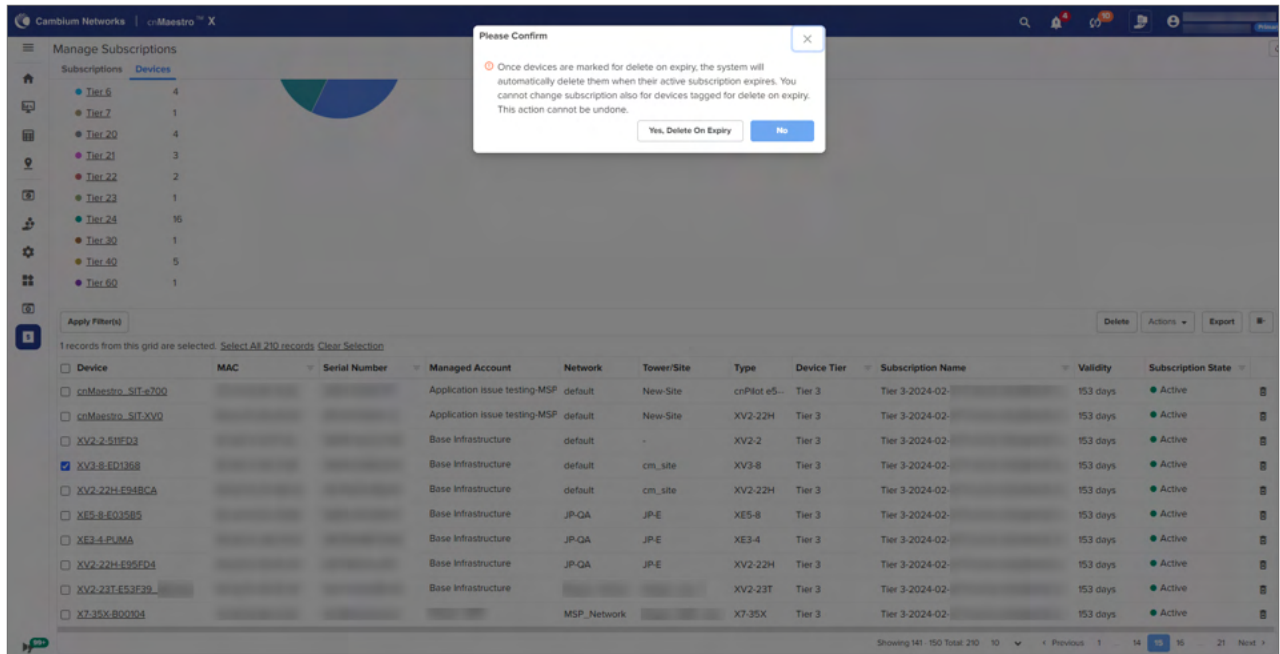 Cambium Networks | cnMaestro™ X
4
10
Manage Subscriptions
Subscriptions Devices
Tier 6 4
Tier 7 1
Tier 20 4
Tier 21 3
Tier 22 2
Tier 23 1
Tier 24 16
Tier 30 1
Tier 40 5
Tier 60 1
Please Confirm
Once devices are marked for delete on expiry, the system will
automatically delete them when their active subscription expires. You
cannot change subscription also for devices tagged for delete on expiry.
This action cannot be undone.
Yes, Delete On Expiry No
Apply Filter(s) Delete Actions Export
1 records from this grid are selected. Select All 210 records Clear Selection
Device MAC Serial Number Managed Account Network Tower/Site Type Device Tier Subscription Name Validity Subscription State
cnMaestro_SIT-e700 Application issue testing-MSP default New-Site cnPilot e5... Tier 3 Tier 3-2024-02- 153 days Active
cnMaestro_SIT-XV0 Application issue testing-MSP default New-Site XV2-22H Tier 3 Tier 3-2024-02- 153 days Active
XV2-2-511FD3 Base Infrastructure default - XV2-2 Tier 3 Tier 3-2024-02- 153 days Active
XV3-8-ED1368 Base Infrastructure default cm_site XV3-8 Tier 3 Tier 3-2024-02- 153 days Active
XV2-22H-E94BCA Base Infrastructure default cm_site XV2-22H Tier 3 Tier 3-2024-02- 153 days Active
XE5-8-E035B5 Base Infrastructure JP-QA JP-E XE5-8 Tier 3 Tier 3-2024-02- 153 days Active
XE3-4-PUMA Base Infrastructure JP-QA JP-E XE3-4 Tier 3 Tier 3-2024-02- 153 days Active
XV2-22H-E95FD4 Base Infrastructure JP-QA JP-E XV2-22H Tier 3 Tier 3-2024-02- 153 days Active
XV2-23T-E53F39_ Base Infrastructure XV2-23T Tier 3 Tier 3-2024-02- 153 days Active
X7-35X-B00104 MSP_Network X7-35X Tier 3 Tier 3-2024-02- 153 days Active
99+
Showing 141 - 150 Total: 210 10 < Previous 1 ... 14 15 16 ... 21 Next >